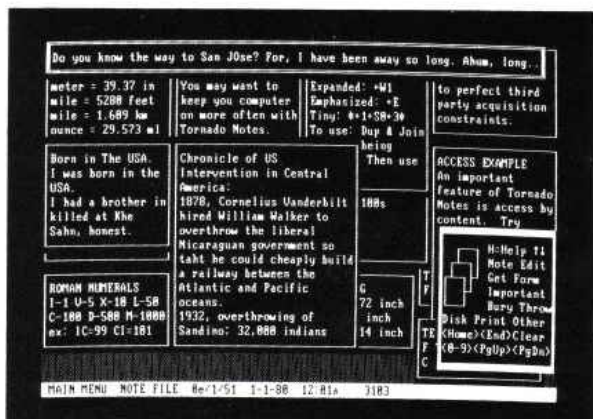 Do you know the way to San JOse? For, I have been away so long. Ahum, long..
meter = 39.37 in
mile = 5280 feet
mile = 1.609 km
ounce = 29.573 ml
You may want to
keep you computer
on more often with
Tornado Notes.
Expanded: +W1
Emphasized: +E
Tiny:
To use: Dup & Join
being
Then use
to perfect third
party acquisition
constraints.
Born in The USA.
I was born in the
USA.
I had a brother in
killed at Khe
Sahn, honest.
Chronicle of US
Intervention in Central
America:
1878, Cornelius Vanderbilt
hired William Walker to
overthrow the liberal
Nicaraguan government so
taht he could cheaply build
a railway between the
Atlantic and Pacific
oceans.
1932, overthrowing of
Sandino: 32,000 indians
100s
ACCESS EXAMPLE
An important
feature of Tornado
Notes is access by
content. Try
ROMAN NUMERALS
I-1 V-5 X-10 L-50
C-100 D-500 M-1000
ex: IC=99 CI=101
G
72 inch
inch
14 inch
T
F
TE
F T
C
H=Help ↑↓
Note Edit
Get Form
Important
Bury Throw
Disk Print Other
<Home><End>Clear
<0-9><PgUp><PgDn>
MAIN MENU NOTE FILE 0e/1/51 1-1-80 12:01a 3103